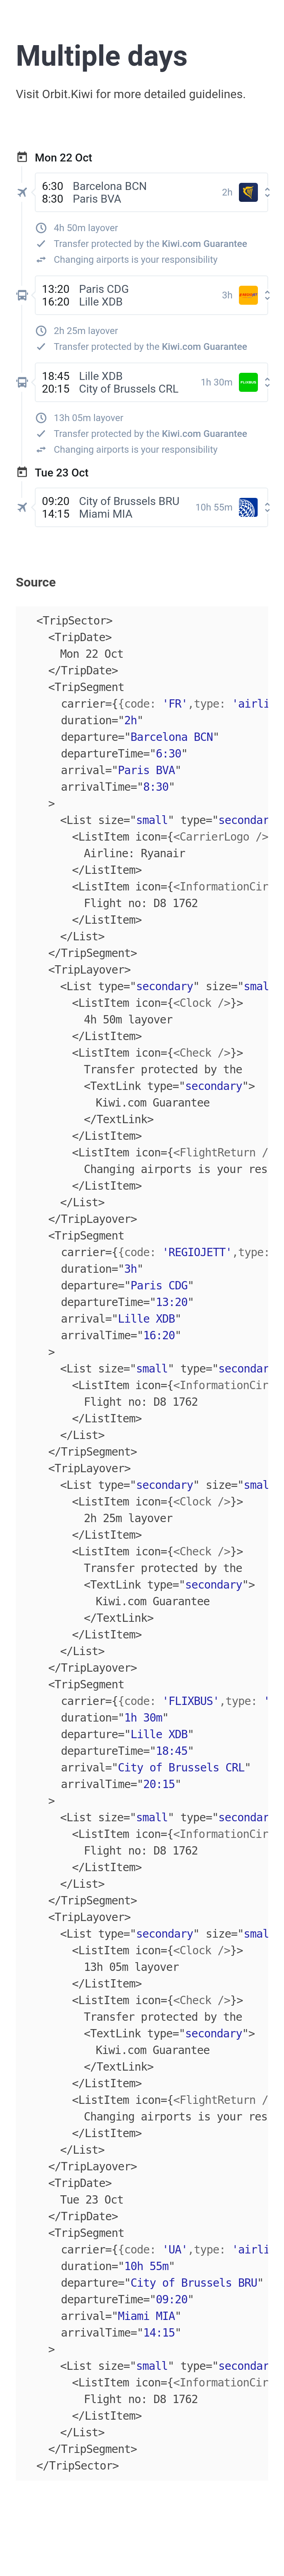 Multiple days
Visit Orbit.Kiwi for more detailed guidelines.
Mon 22 Oct
6:30 Barcelona BCN
8:30 Paris BVA
2h
4h 50m layover
Transfer protected by the Kiwi.com Guarantee
Changing airports is your responsibility
13:20 Paris CDG
16:20 Lille XDB
3h
2h 25m layover
Transfer protected by the Kiwi.com Guarantee
18:45 Lille XDB
20:15 City of Brussels CRL
1h 30m
FLIXBUS
13h 05m layover
Transfer protected by the Kiwi.com Guarantee
Changing airports is your responsibility
Tue 23 Oct
09:20 City of Brussels BRU
14:15 Miami MIA
10h 55m
Source
<TripSector>
<TripDate>
Mon 22 Oct
</TripDate>
<TripSegment
carrier={{code: 'FR',type: 'airli
duration="2h"
departure="Barcelona BCN"
departureTime="6:30"
arrival="Paris BVA"
arrivalTime="8:30"
>
<List size="small" type="secondar
<ListItem icon={<CarrierLogo />
Airline: Ryanair
</ListItem>
<ListItem icon={<InformationCir
Flight no: D8 1762
</ListItem>
</List>
</TripSegment>
<TripLayover>
<List type="secondary" size="smal
<ListItem icon={<Clock />}>
4h 50m layover
</ListItem>
<ListItem icon={<Check />}>
Transfer protected by the
<TextLink type="secondary">
Kiwi.com Guarantee
</TextLink>
</ListItem>
<ListItem icon={<FlightReturn /
Changing airports is your res
</ListItem>
</List>
</TripLayover>
<TripSegment
carrier={{code: 'REGIOJETT',type:
duration="3h"
departure="Paris CDG"
departureTime="13:20"
arrival="Lille XDB"
arrivalTime="16:20"
>
<List size="small" type="secondar
<ListItem icon={<InformationCir
Flight no: D8 1762
</ListItem>
</List>
</TripSegment>
<TripLayover>
<List type="secondary" size="smal
<ListItem icon={<Clock />}>
2h 25m layover
</ListItem>
<ListItem icon={<Check />}>
Transfer protected by the
<TextLink type="secondary">
Kiwi.com Guarantee
</TextLink>
</ListItem>
</List>
</TripLayover>
<TripSegment
carrier={{code: 'FLIXBUS',type: '
duration="1h 30m"
departure="Lille XDB"
departureTime="18:45"
arrival="City of Brussels CRL"
arrivalTime="20:15"
>
<List size="small" type="secondar
<ListItem icon={<InformationCir
Flight no: D8 1762
</ListItem>
</List>
</TripSegment>
<TripLayover>
<List type="secondary" size="smal
<ListItem icon={<Clock />}>
13h 05m layover
</ListItem>
<ListItem icon={<Check />}>
Transfer protected by the
<TextLink type="secondary">
Kiwi.com Guarantee
</TextLink>
</ListItem>
<ListItem icon={<FlightReturn /
Changing airports is your res
</ListItem>
</List>
</TripLayover>
<TripDate>
Tue 23 Oct
</TripDate>
<TripSegment
carrier={{code: 'UA',type: 'airli
duration="10h 55m"
departure="City of Brussels BRU"
departureTime="09:20"
arrival="Miami MIA"
arrivalTime="14:15"
>
<List size="small" type="secondar
<ListItem icon={<InformationCir
Flight no: D8 1762
</ListItem>
</List>
</TripSegment>
</TripSector>